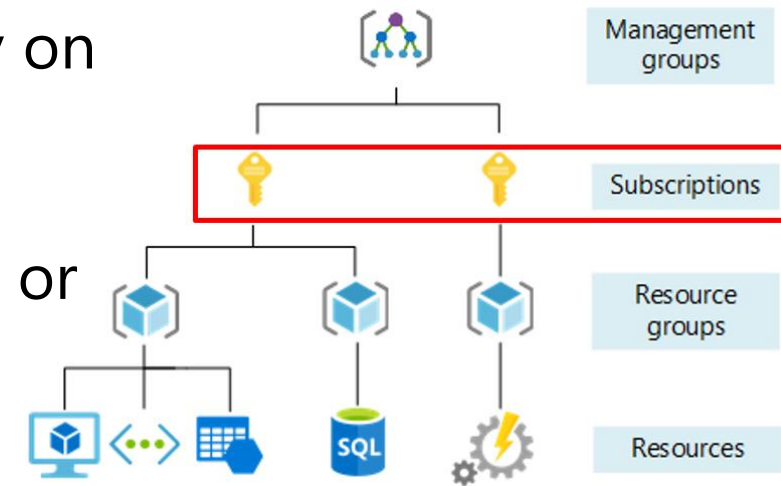 on
Management
groups
Subscriptions
or
Resource
groups
SQL
Resources